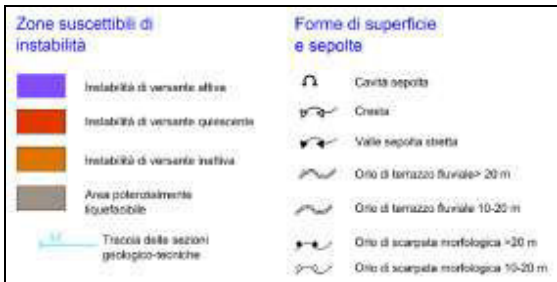 Zone suscettibili di
instabilità
Instabilità di versante attiva
Instabilità di versante quiescente
Instabilità di versante inattiva
Area potenzialmente
liquefacibile
Traccia delle sezioni
geologico-tecniche
Forme di superficie
e sepolte
Cavità sepolta
Cresta
Valle sepolta stretta
Orlo di terrazzo fluviale> 20 m
Orlo di terrazzo fluviale 10-20 m
Orlo di scarpata morfologica >20 m
Orlo di scarpata morfologica 10-20 m